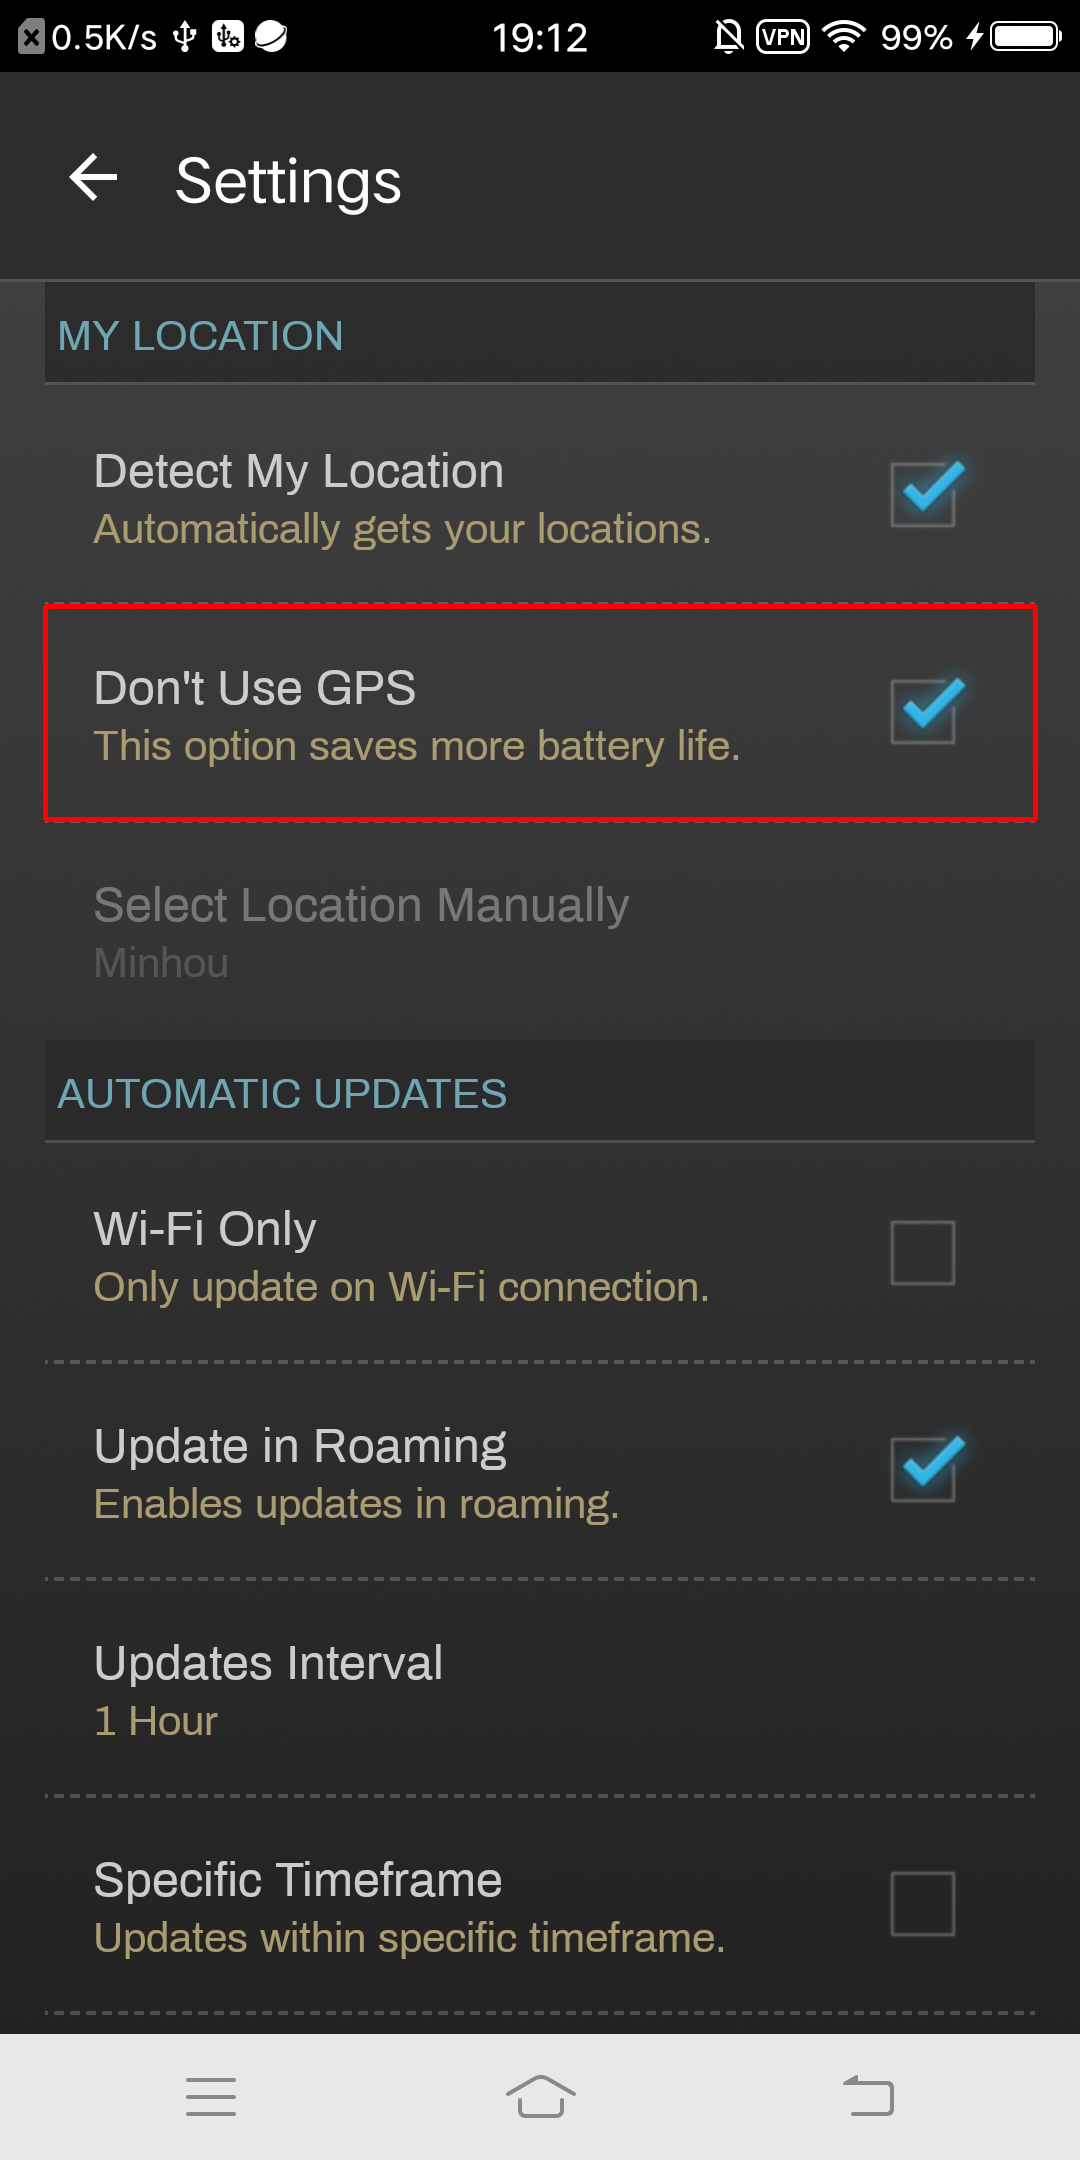 0.5K/s 19:12 VPN 99%
Settings
MY LOCATION
Detect My Location
Automatically gets your locations.
Don't Use GPS
This option saves more battery life.
Select Location Manually
Minhou
AUTOMATIC UPDATES
Wi-Fi Only
Only update on Wi-Fi connection.
Update in Roaming
Enables updates in roaming.
Updates Interval
1 Hour
Specific Timeframe
Updates within specific timeframe.